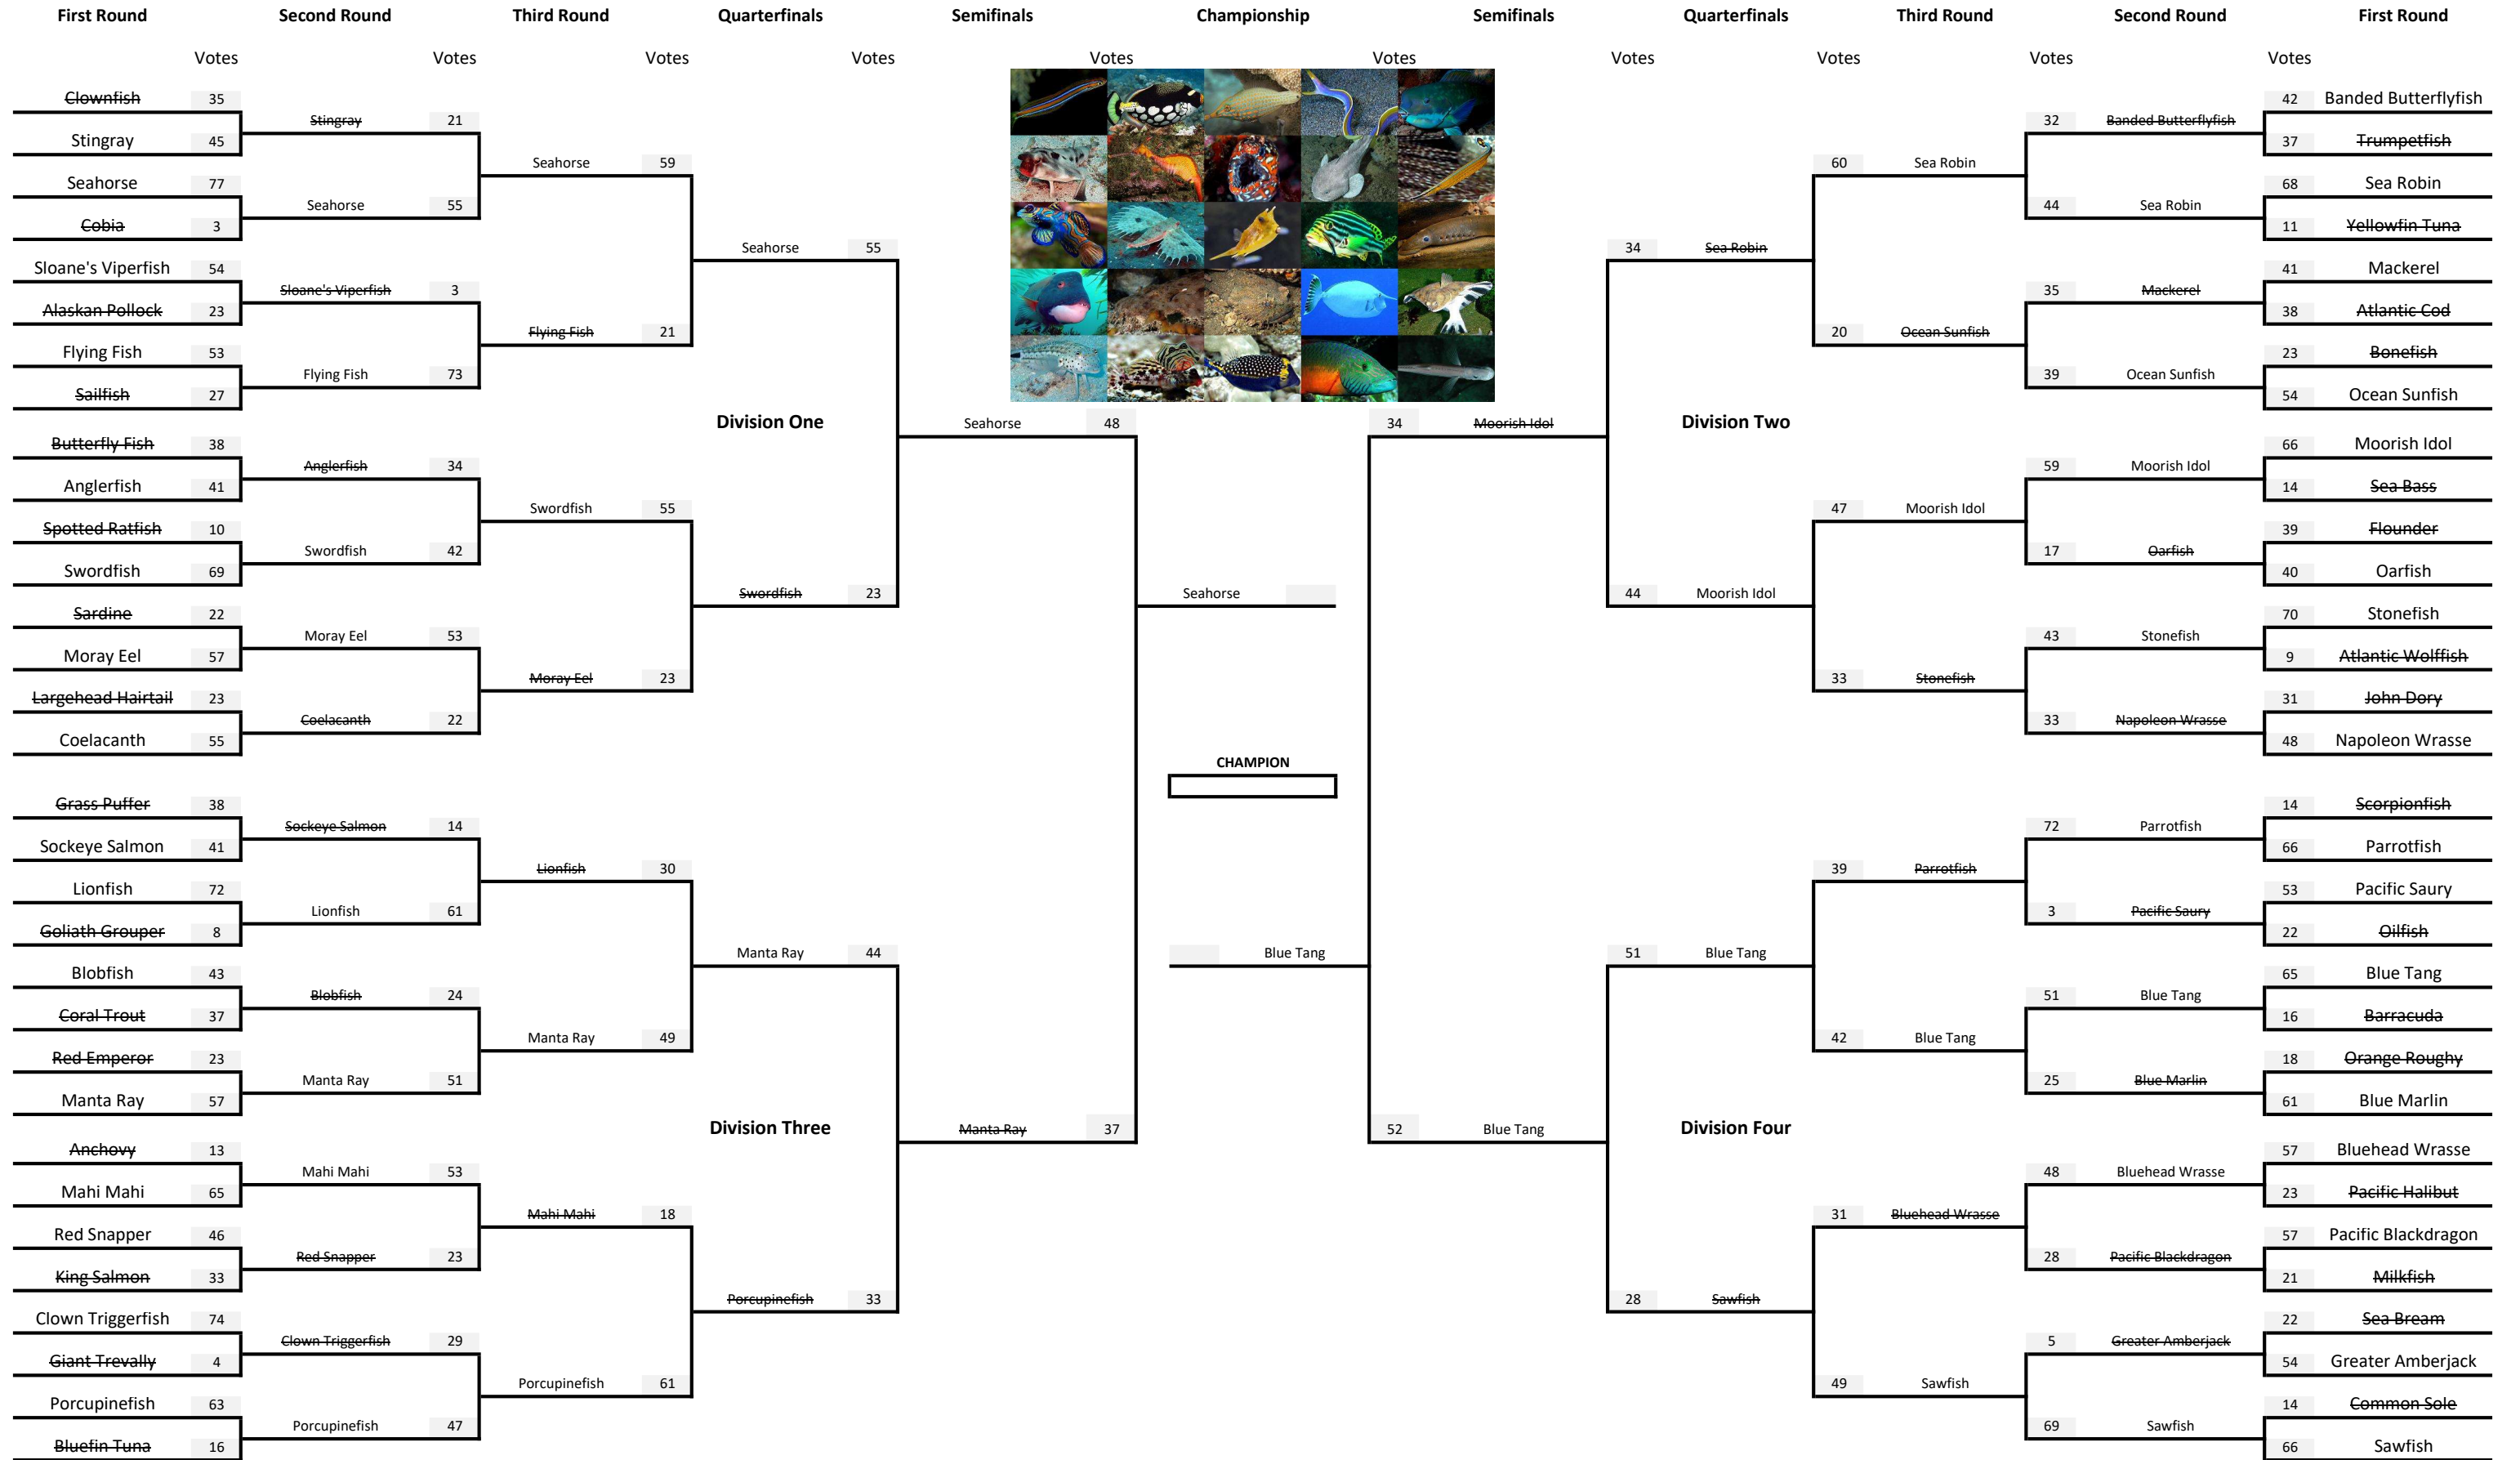 First Round Second Round Third Round Quarterfinals Semifinals Championship Semifinals Quarterfinals Third Round Second Round First Round
Votes Votes Votes Votes Votes Votes Votes Votes Votes Votes
Clownfish 35 42 Banded Butterflyfish
Stingray 21 32 Banded Butterflyfish
Stingray 45 37 Trumpetfish
Seahorse 59 60 Sea Robin
Seahorse 77 68 Sea Robin
Seahorse 55 44 Sea Robin
Cobia 3 11 Yellowfin Tuna
Seahorse 55 34 Sea Robin
Sloane's Viperfish 54 41 Mackerel
Sloane's Viperfish 3 35 Mackerel
Alaskan Pollock 23 38 Atlantic Cod
Flying Fish 21 20 Ocean Sunfish
Flying Fish 53 23 Bonefish
Flying Fish 73 39 Ocean Sunfish
Sailfish 27 54 Ocean Sunfish
Division One Seahorse 48 34 Moorish Idol Division Two
Butterfly Fish 38 66 Moorish Idol
Anglerfish 34 59 Moorish Idol
Anglerfish 41 14 Sea Bass
Swordfish 55 47 Moorish Idol
Spotted Ratfish 10 39 Flounder
Swordfish 42 17 Oarfish
Swordfish 69 40 Oarfish
Swordfish 23 Seahorse 44 Moorish Idol
Sardine 22 70 Stonefish
Moray Eel 53 43 Stonefish
Moray Eel 57 9 Atlantic Wolffish
Moray Eel 23 33 Stonefish
Largehead Hairtail 23 31 John Dory
Coelacanth 22 33 Napoleon Wrasse
Coelacanth 55 48 Napoleon Wrasse
CHAMPION
Grass Puffer 38 14 Scorpionfish
Sockeye Salmon 14 72 Parrotfish
Sockeye Salmon 41 66 Parrotfish
Lionfish 30 39 Parrotfish
Lionfish 72 53 Pacific Saury
Lionfish 61 3 Pacific Saury
Goliath Grouper 8 22 Oilfish
Manta Ray 44 Blue Tang 51 Blue Tang
Blobfish 43 65 Blue Tang
Blobfish 24 51 Blue Tang
Coral Trout 37 16 Barracuda
Manta Ray 49 42 Blue Tang
Red Emperor 23 18 Orange Roughy
Manta Ray 51 25 Blue Marlin
Manta Ray 57 61 Blue Marlin
Division Three Manta Ray 37 52 Blue Tang Division Four
Anchovy 13 57 Bluehead Wrasse
Mahi Mahi 53 48 Bluehead Wrasse
Mahi Mahi 65 23 Pacific Halibut
Mahi Mahi 18 31 Bluehead Wrasse
Red Snapper 46 57 Pacific Blackdragon
Red Snapper 23 28 Pacific Blackdragon
King Salmon 33 21 Milkfish
Porcupinefish 33 28 Sawfish
Clown Triggerfish 74 22 Sea Bream
Clown Triggerfish 29 5 Greater Amberjack
Giant Trevally 4 54 Greater Amberjack
Porcupinefish 61 49 Sawfish
Porcupinefish 63 14 Common Sole
Porcupinefish 47 69 Sawfish
Bluefin Tuna 16 66 Sawfish